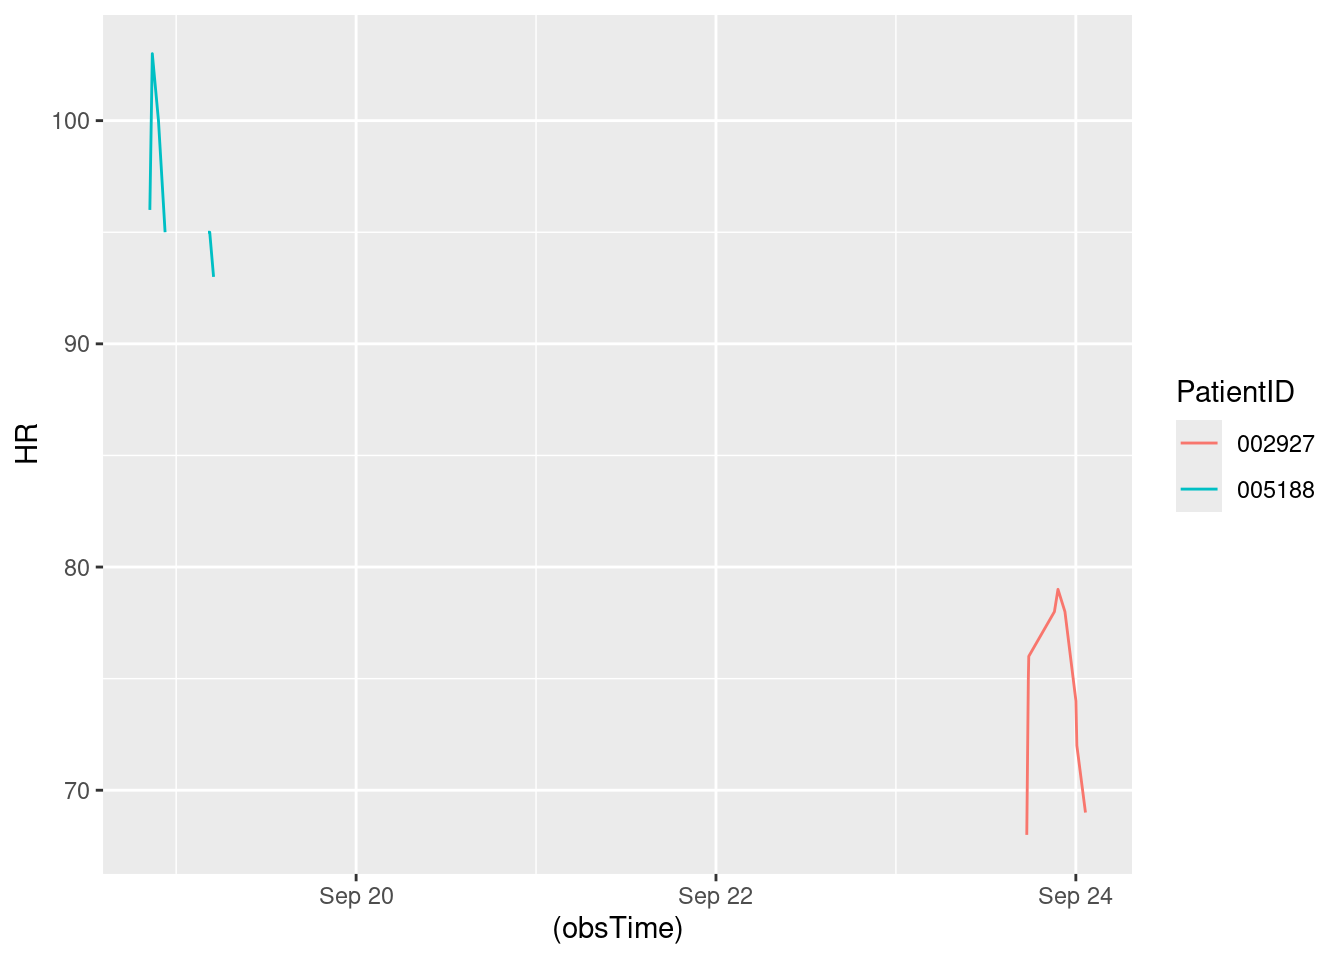 100
90
80
70
HR
Sep 20
Sep 22
Sep 24
(obsTime)
PatientID
002927
005188